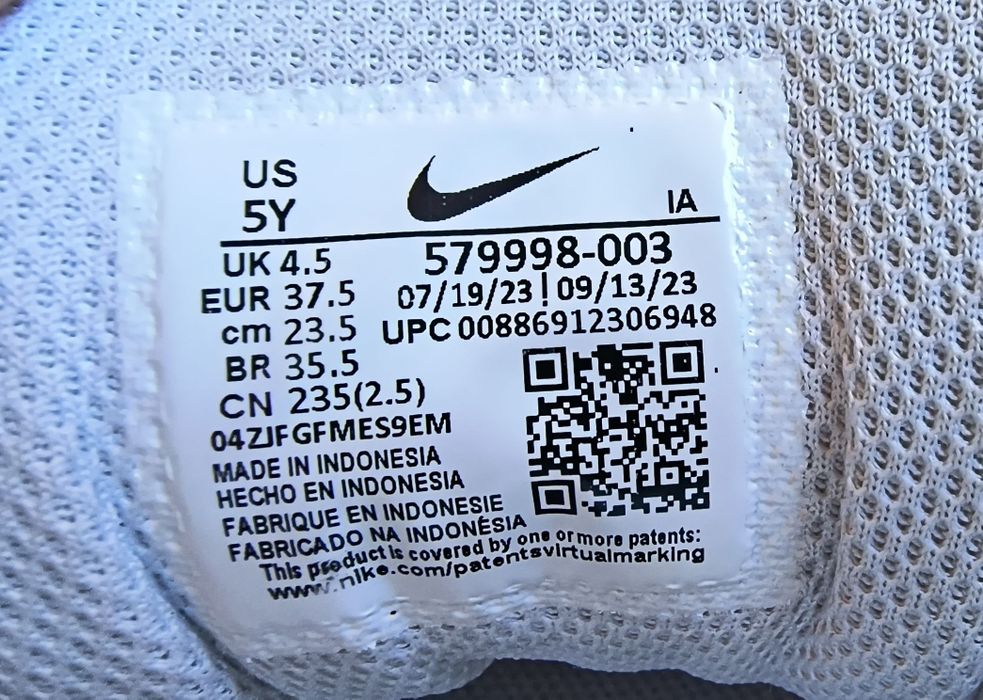 US
5Y
IA
UK 4.5
EUR 37.5
cm 23.5
BR 35.5
CN 235(2.5)
579998-003
07/19/23 | 09/13/23
UPC 00886912306948
04ZJFGFMES9EM
MADE IN INDONESIA
HECHO EN INDONESIA
FABRIQUE EN INDONESIE
FABRICADO NA INDONÉSIA
This product is covered by one or more patents:
www.nike.com/patentsvirtualmarking